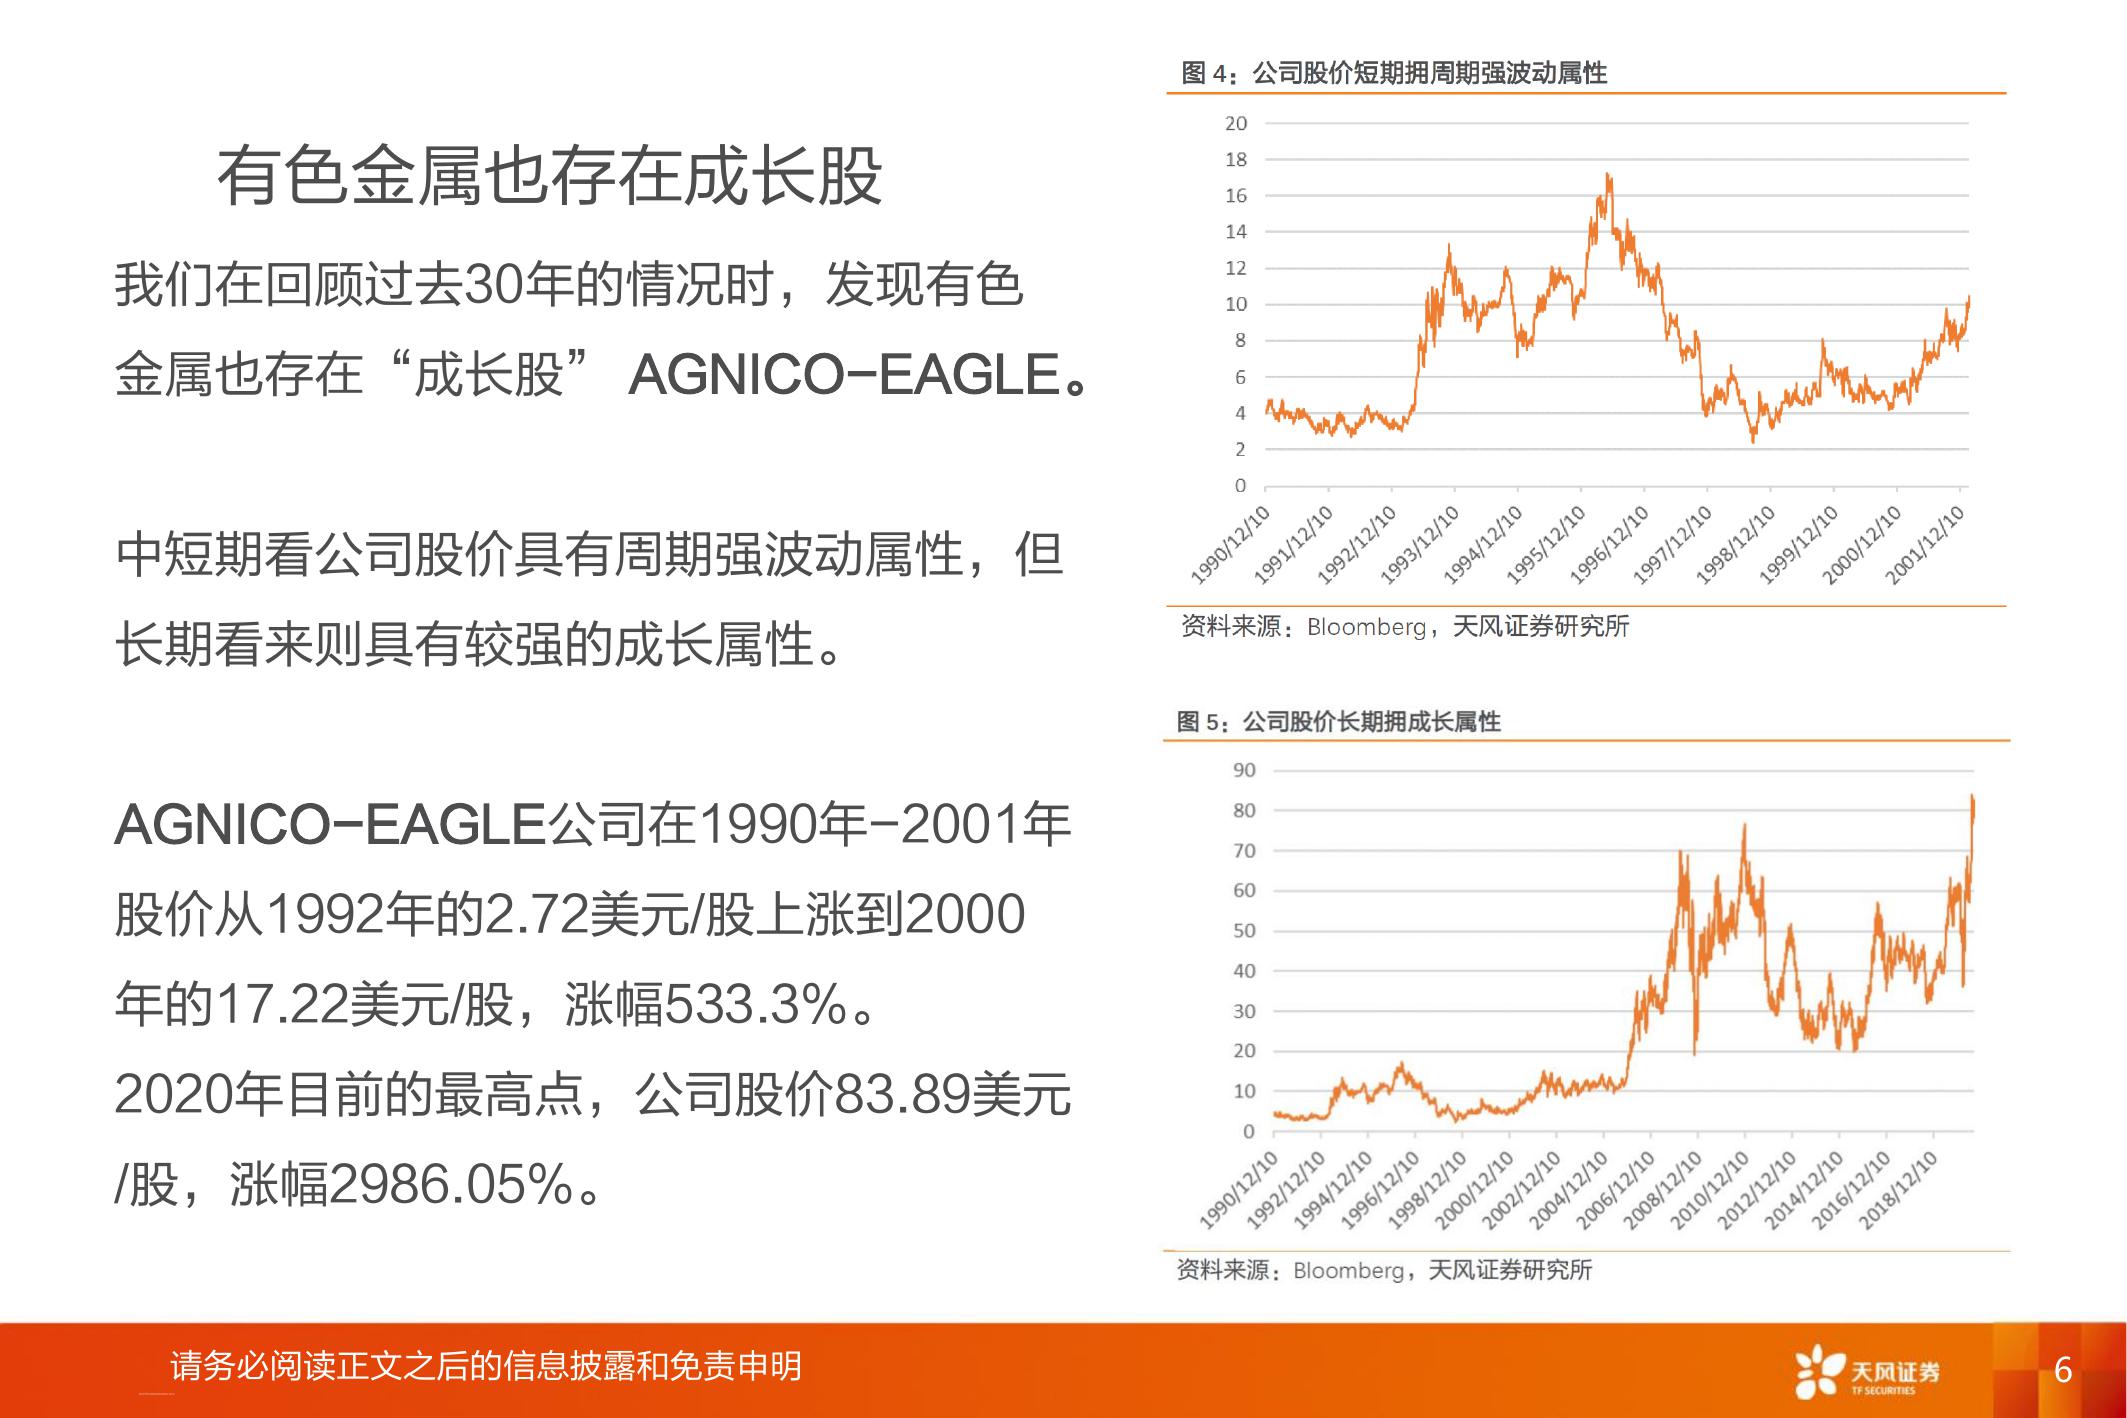 有色金属也存在成长股
我们在回顾过去30年的情况时，发现有色
金属也存在“成长股” AGNICO-EAGLE。
中短期看公司股价具有周期强波动属性，但
长期看来则具有较强的成长属性。
AGNICO-EAGLE公司在1990年-2001年
股价从1992年的2.72美元/股上涨到2000
年的17.22美元/股，涨幅533.3%。
2020年目前的最高点，公司股价83.89美元
/股，涨幅2986.05%。
图 4：公司股价短期拥周期强波动属性
20
18
16
14
12
10
8
6
4
2
0
1990/12/10
1991/12/10
1992/12/10
1993/12/10
1994/12/10
1995/12/10
1996/12/10
1997/12/10
1998/12/10
1999/12/10
2000/12/10
2001/12/10
资料来源：Bloomberg，天风证券研究所
图 5：公司股价长期拥成长属性
90
80
70
60
50
40
30
20
10
0
1990/12/10
1992/12/10
1994/12/10
1996/12/10
1998/12/10
2000/12/10
2002/12/10
2004/12/10
2006/12/10
2008/12/10
2010/12/10
2012/12/10
2014/12/10
2016/12/10
2018/12/10
资料来源：Bloomberg，天风证券研究所
请务必阅读正文之后的信息披露和免责申明
天风证券
TF SECURITIES
6